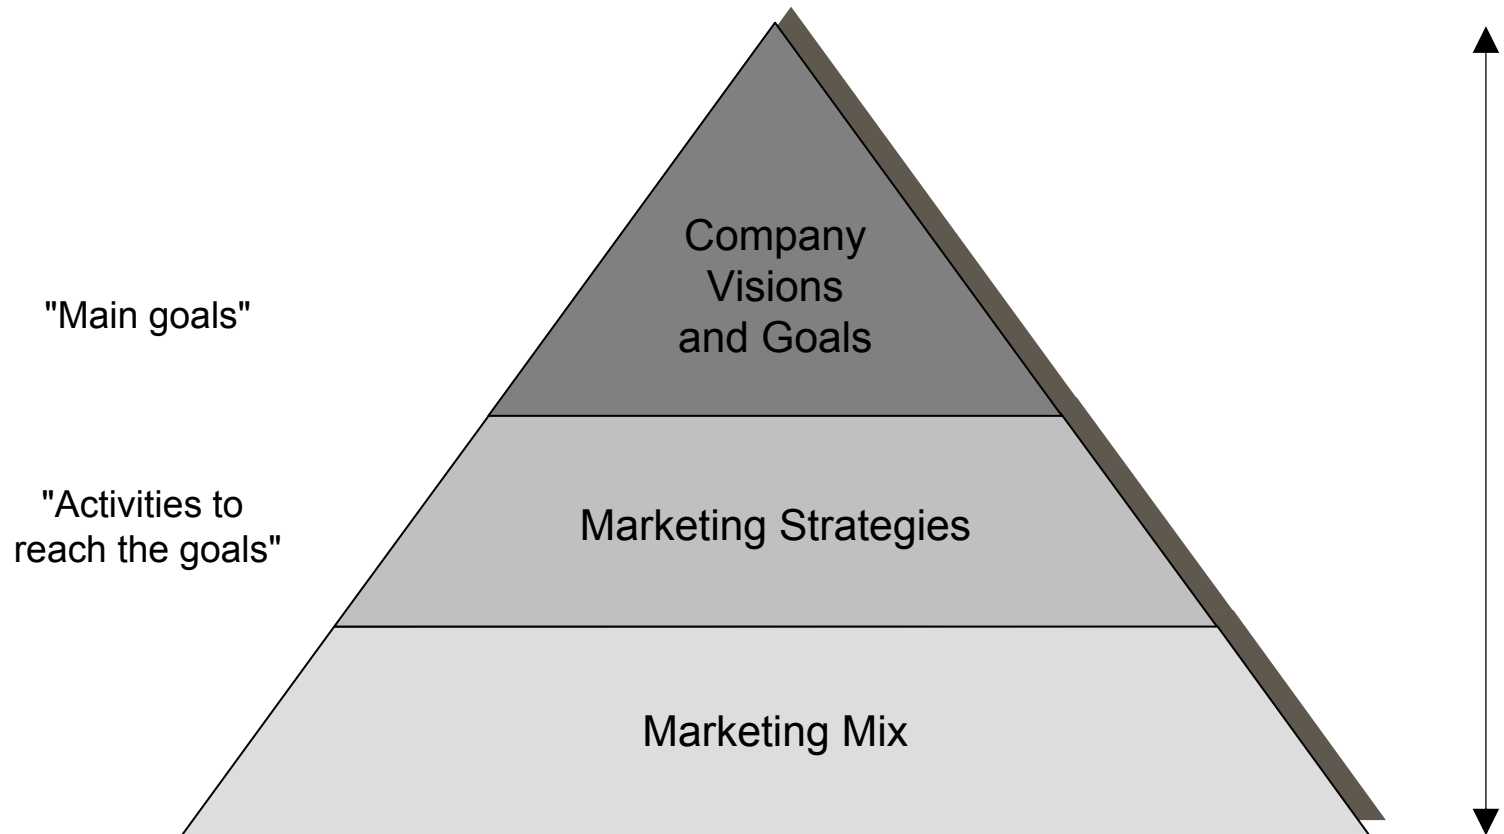 Company
Visions
and Goals
"Main goals"
"Activities to
reach the goals"
Marketing Strategies
Marketing Mix